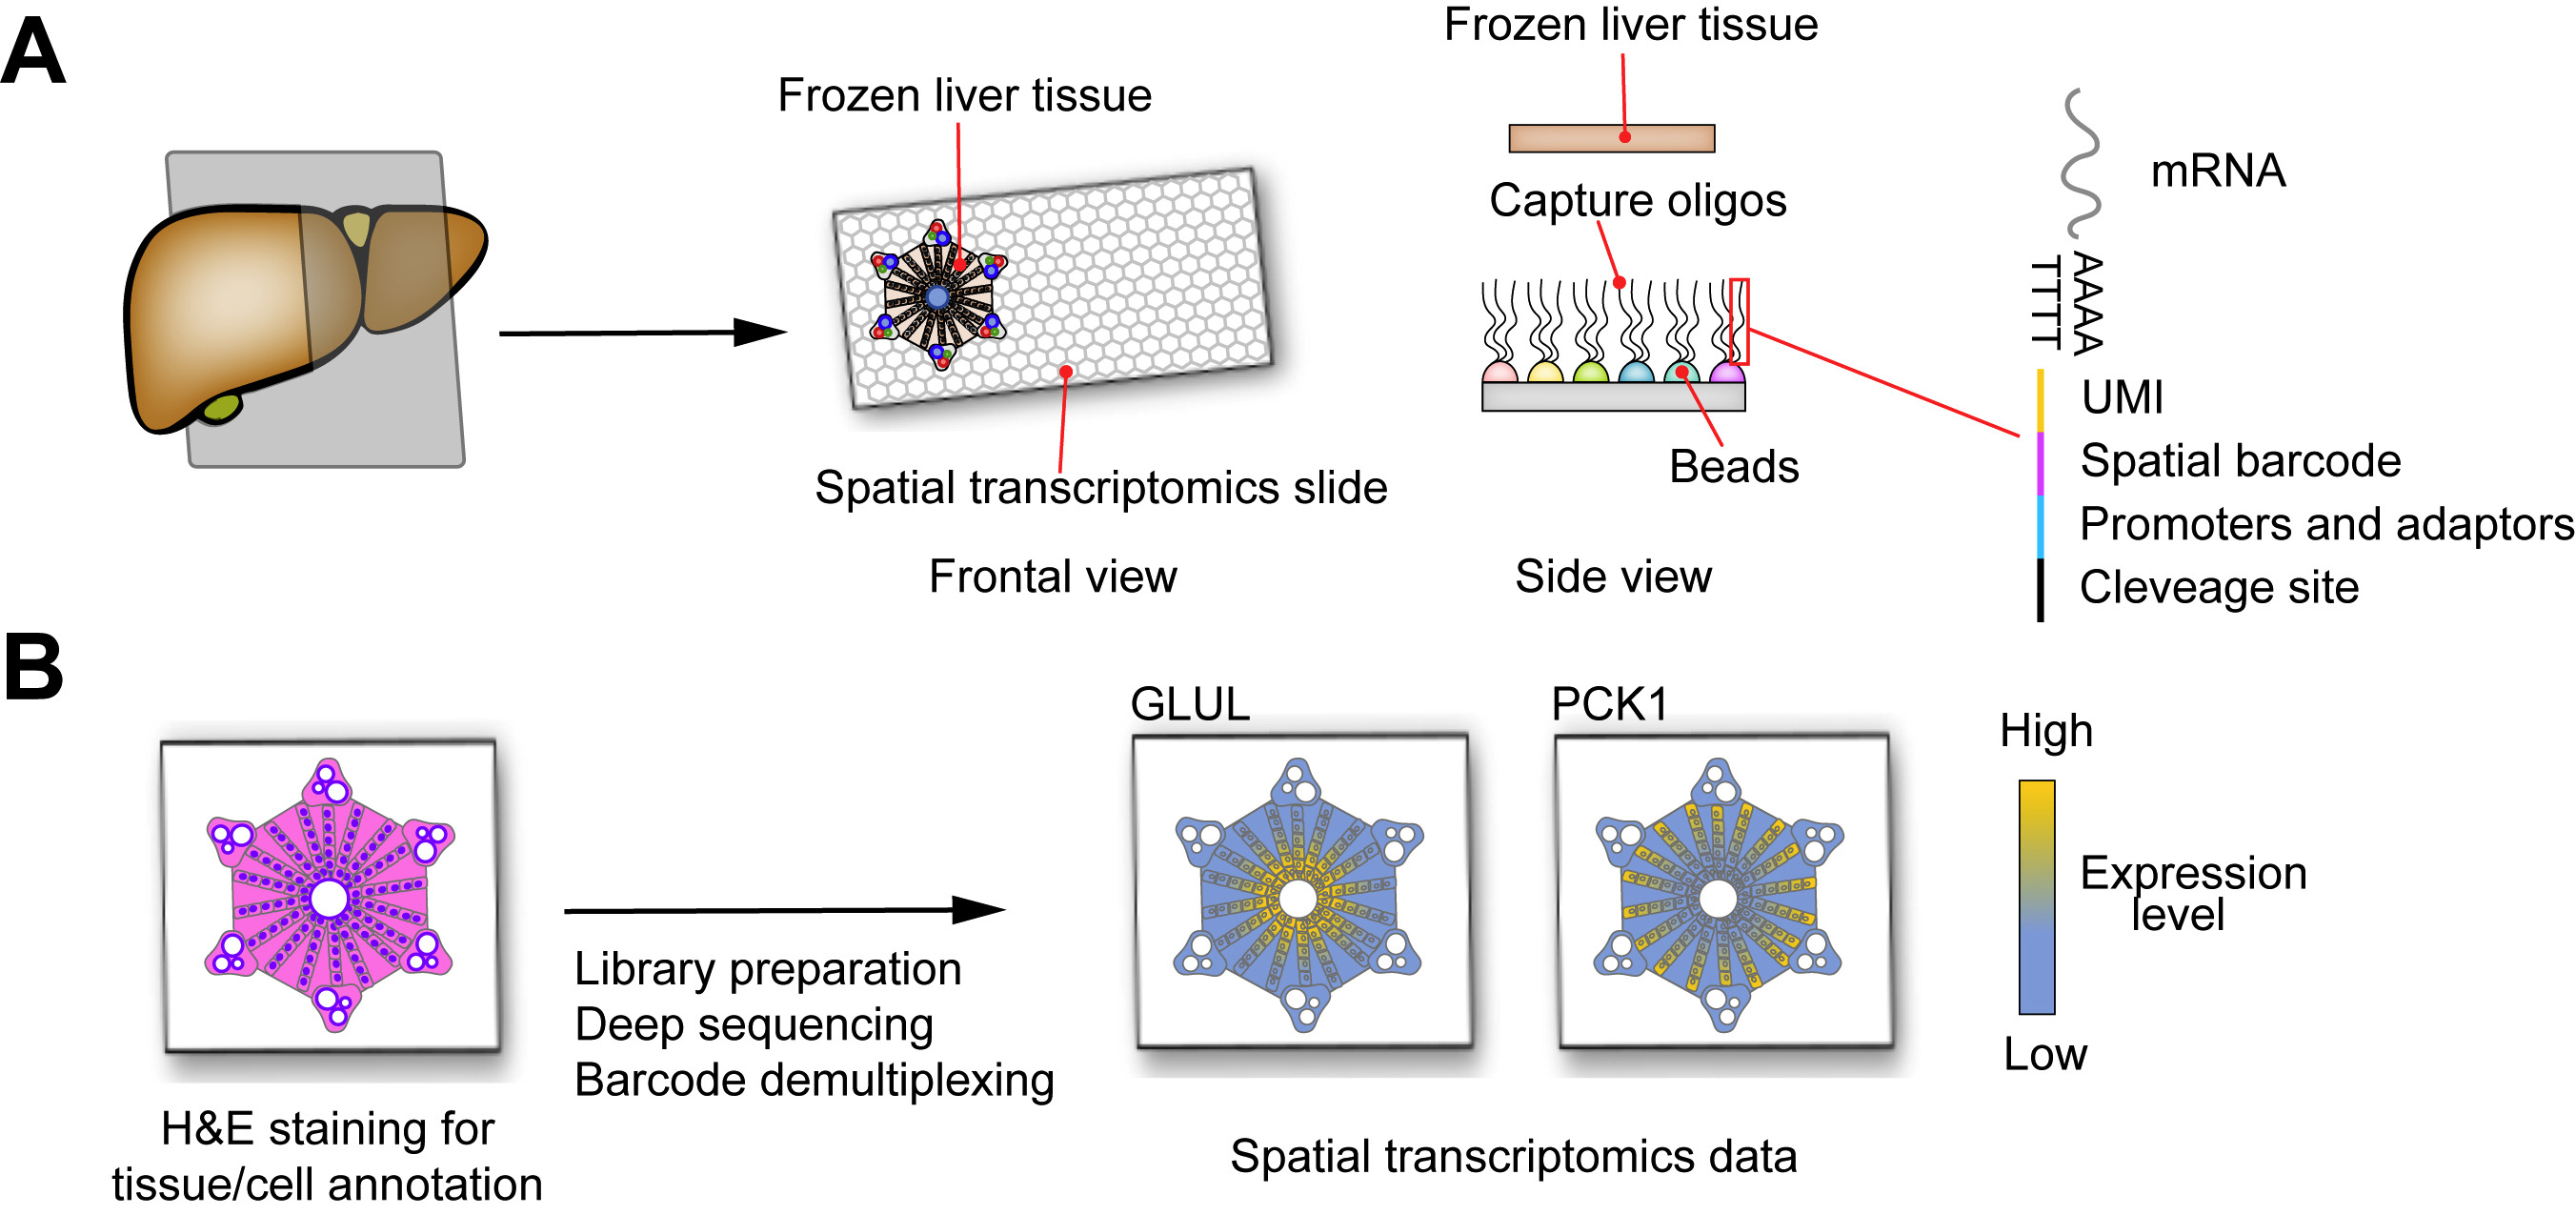 A
Frozen liver tissue
Spatial transcriptomics slide
Frontal view
Frozen liver tissue
Capture oligos
Beads
Side view
mRNA
AAAA
TTTT
UMI
Spatial barcode
Promoters and adaptors
Cleveage site
B
H&E staining for
tissue/cell annotation
Library preparation
Deep sequencing
Barcode demultiplexing
GLUL
PCK1
Spatial transcriptomics data
High
Expression
level
Low